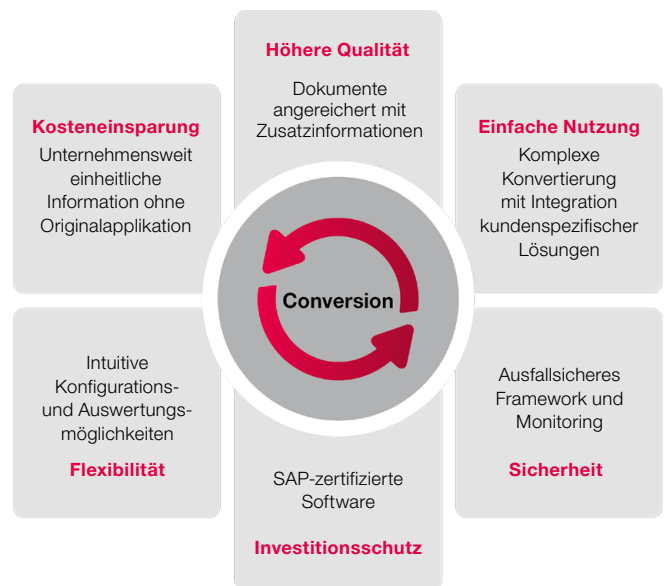 Höhere Qualität
Dokumente
angereichert mit
Zusatzinformationen
Kosteneinsparung
Unternehmensweit
einheitliche
Information ohne
Originalapplikation
Einfache Nutzung
Komplexe
Konvertierung
mit Integration
kundenspezifischer
Lösungen
Conversion
Intuitive
Konfigurations-
und Auswertungs-
möglichkeiten
Flexibilität
SAP-zertifizierte
Software
Investitionsschutz
Ausfallsicheres
Framework und
Monitoring
Sicherheit